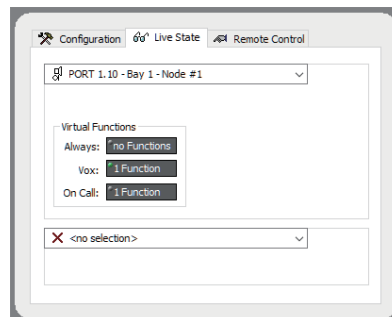 Configuration Live State Remote Control
PORT 1.10 - Bay 1 - Node #1
Virtual Functions
Always: no Functions
Vox: 1 Function
On Call: 1 Function
<no selection>